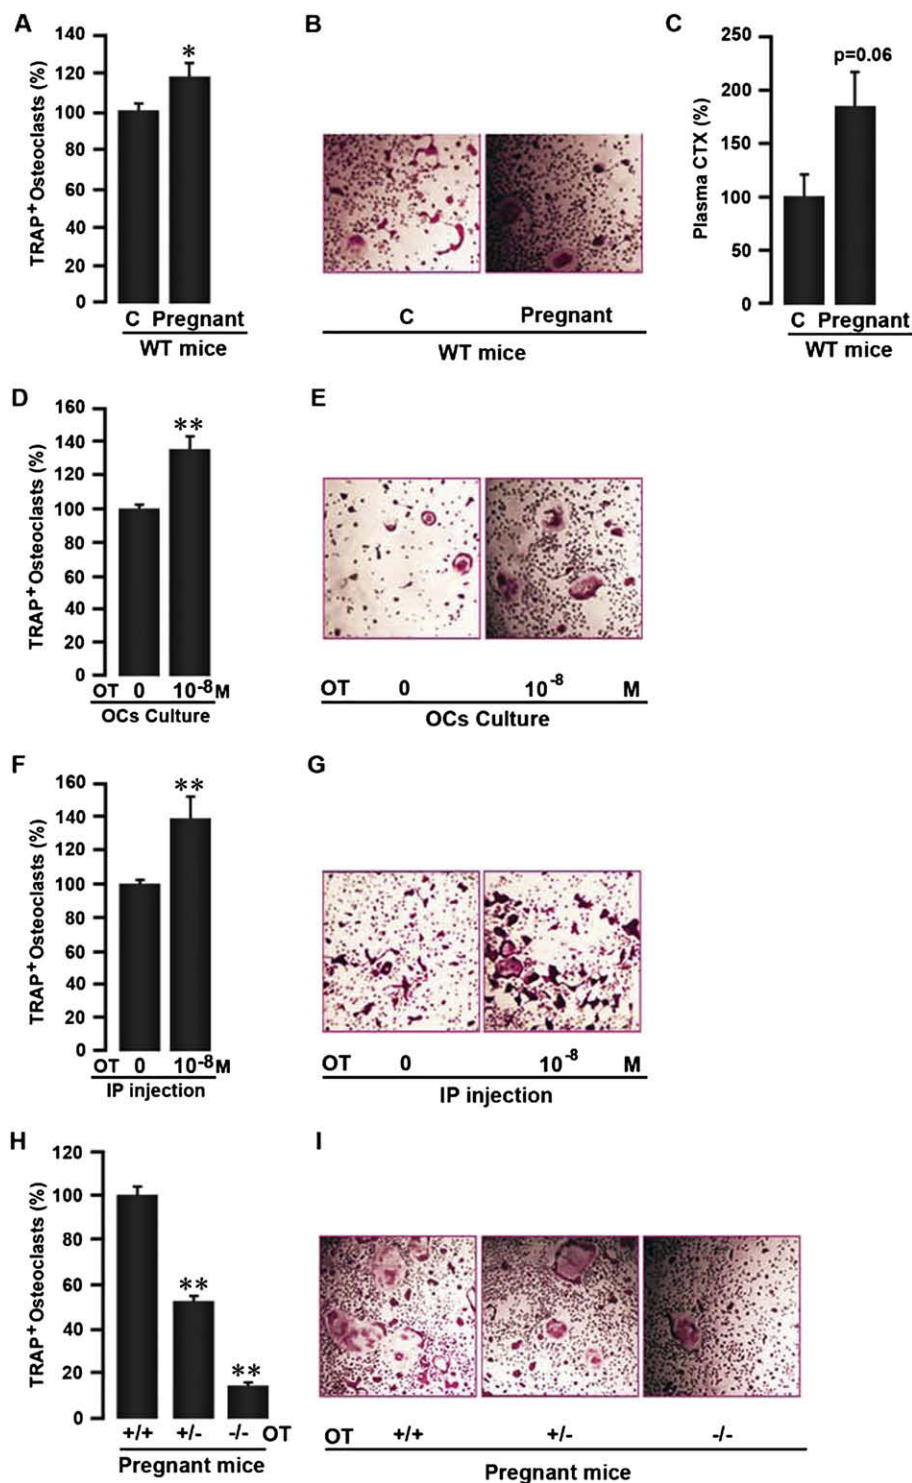 A
TRAP+ Osteoclasts (%)
140
120
100
80
60
40
20
0
*
C Pregnant
WT mice
B
C Pregnant
WT mice
C
Plasma CTX (%)
250
200
150
100
50
0
p=0.06
C Pregnant
WT mice
D
TRAP+ Osteoclasts (%)
160
140
120
100
80
60
40
20
0
**
OT 0 10-8 M
OCs Culture
E
OT 0 10-8 M
OCs Culture
F
TRAP+ Osteoclasts (%)
160
140
120
100
80
60
40
20
0
**
OT 0 10-8 M
IP injection
G
OT 0 10-8 M
IP injection
H
TRAP+ Osteoclasts (%)
120
100
80
60
40
20
0
**
**
+/+ +/- -/- OT
Pregnant mice
I
OT +/+ +/- -/-
Pregnant mice